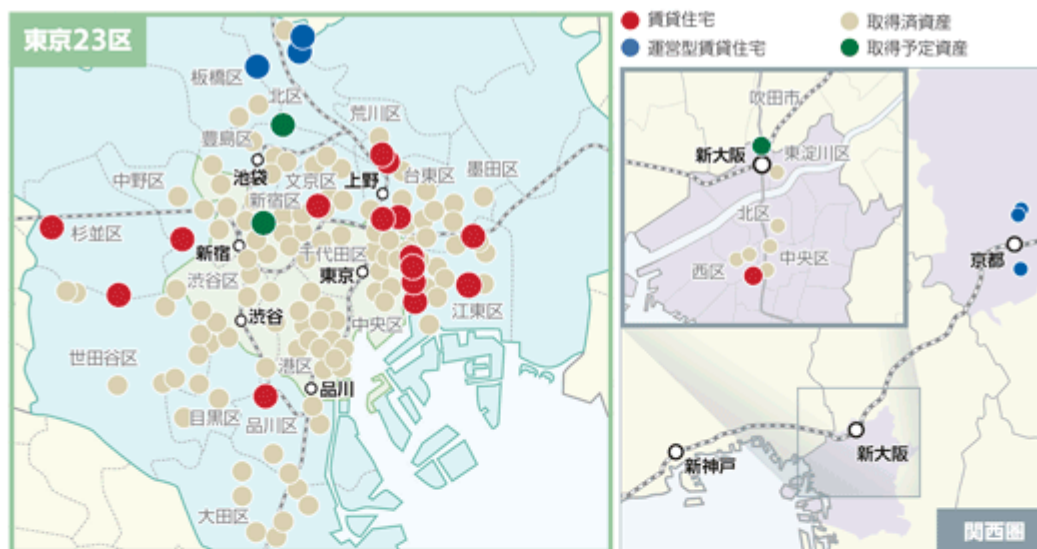 東京23区
板橋区
北区
荒川区
豊島区
墨田区
中野区
池袋
文京区
上野
台東区
新宿区
杉並区
新宿
千代田区
東京
渋谷区
江東区
中央区
渋谷
世田谷区
港区
品川
目黒区
品川区
大田区
賃貸住宅
取得済資産
運営型賃貸住宅
取得予定資産
吹田市
新大阪
東淀川区
北区
中央区
西区
京都
新大阪
新神戸
関西圏